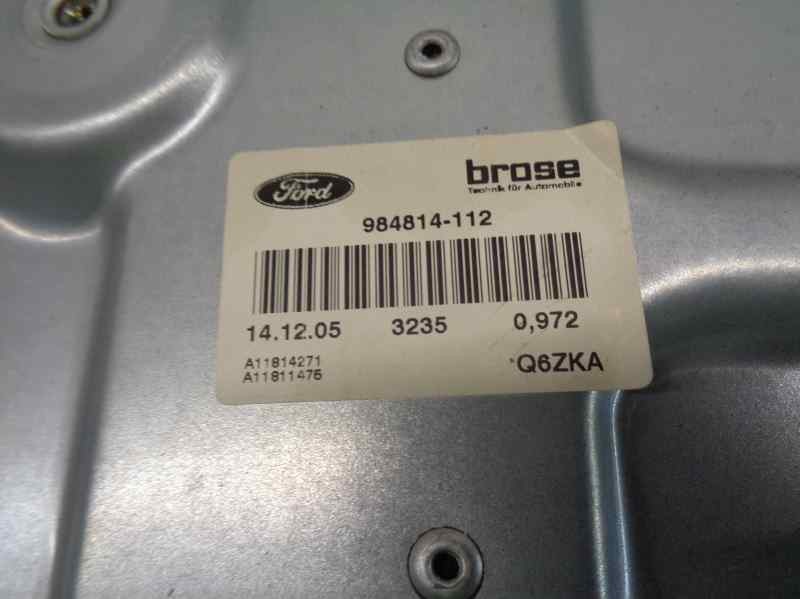 Ford
brose
Technik für Automobile
984814-112
14.12.05 3235 0,972
A11814271
A11811475
*Q6ZKA